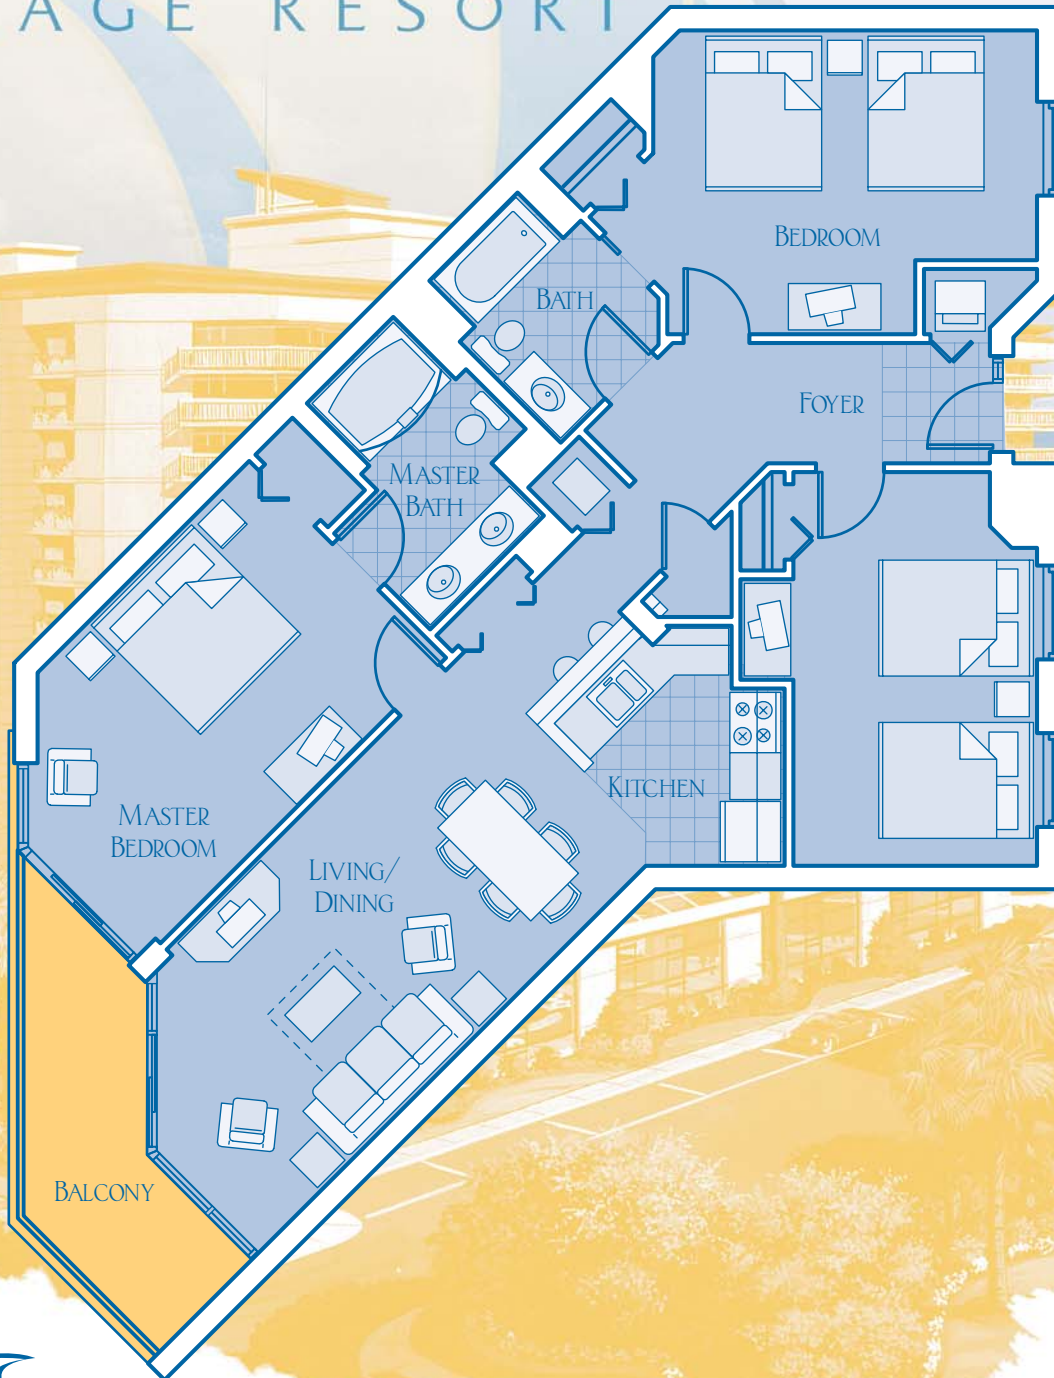 AGE RESORT
BEDROOM
BATH
FOYER
MASTER
BATH
KITCHEN
MASTER
BEDROOM
LIVING/
DINING
BALCONY